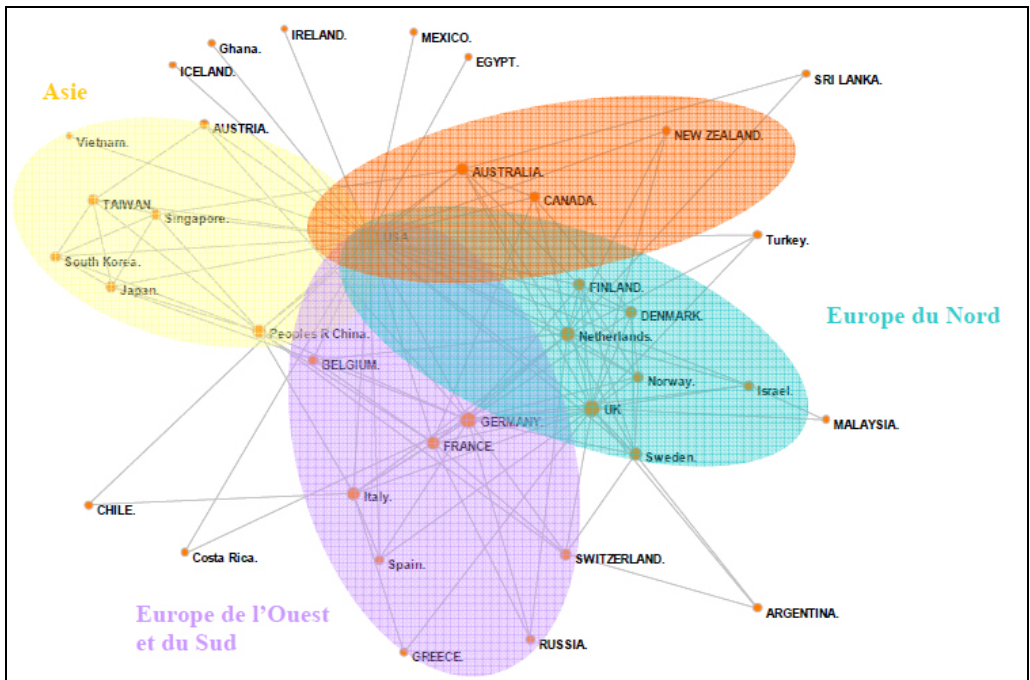 IRELAND.
MEXICO.
Ghana.
EGYPT.
ICELAND.
SRI LANKA.
Asie
AUSTRIA.
NEW ZEALAND.
Vietnam.
AUSTRALIA.
CANADA.
TAIWAN.
Singapore.
USA.
Turkey.
South Korea.
FINLAND.
Japan.
DENMARK.
Europe du Nord
Peoples R China.
Netherlands.
BELGIUM.
Norway.
Israel.
UK.
GERMANY.
MALAYSIA.
FRANCE.
Sweden.
Italy.
CHILE.
Costa Rica.
Spain.
SWITZERLAND.
Europe de l’Ouest
et du Sud
ARGENTINA.
RUSSIA.
GREECE.